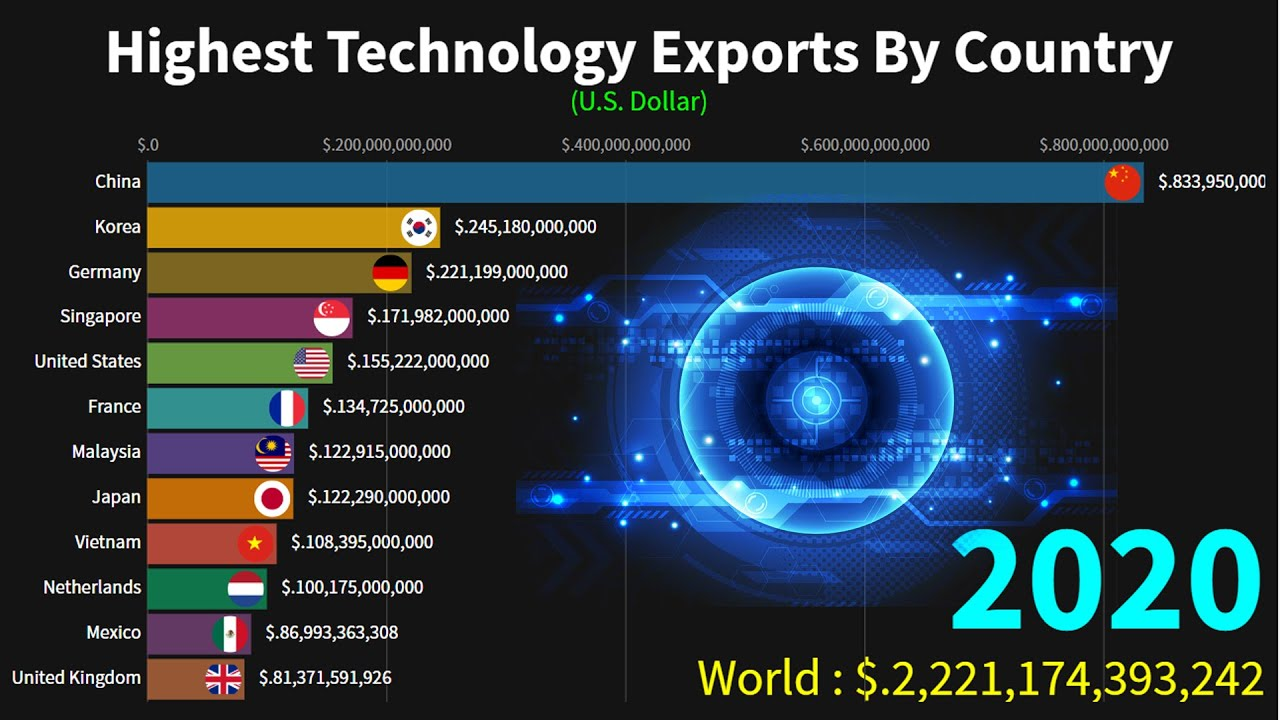 Highest Technology Exports By Country
(U.S. Dollar)
$.0 $.200,000,000,000 $.400,000,000,000 $.600,000,000,000 $.800,000,000,000
China $.833,950,000
Korea $.245,180,000,000
Germany $.221,199,000,000
Singapore $.171,982,000,000
United States $.155,222,000,000
France $.134,725,000,000
Malaysia $.122,915,000,000
Japan $.122,290,000,000
Vietnam $.108,395,000,000
Netherlands $.100,175,000,000
Mexico $.86,993,363,308
United Kingdom $.81,371,591,926
2020
World : $.2,221,174,393,242